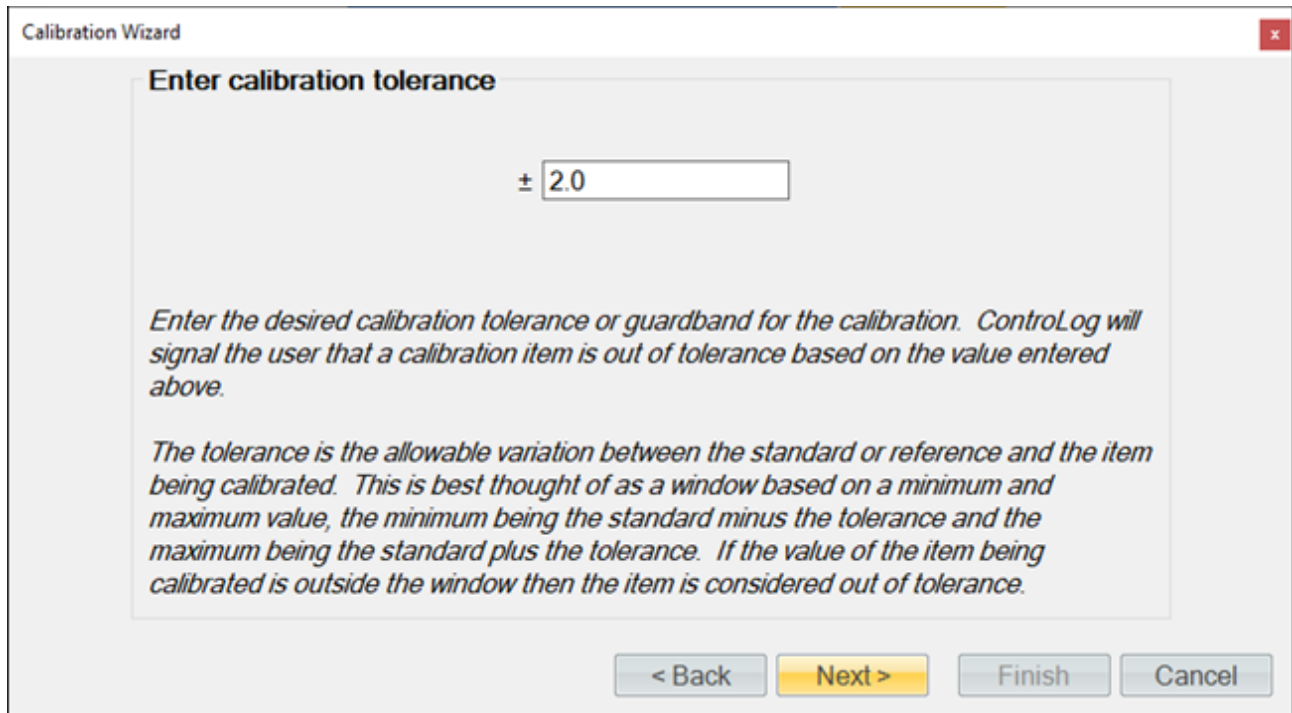 Calibration Wizard
x
Enter calibration tolerance
± 2.0
Enter the desired calibration tolerance or guardband for the calibration.  ControLog will
signal the user that a calibration item is out of tolerance based on the value entered
above.
The tolerance is the allowable variation between the standard or reference and the item
being calibrated.  This is best thought of as a window based on a minimum and
maximum value, the minimum being the standard minus the tolerance and the
maximum being the standard plus the tolerance.  If the value of the item being
calibrated is outside the window then the item is considered out of tolerance.
< Back Next > Finish Cancel